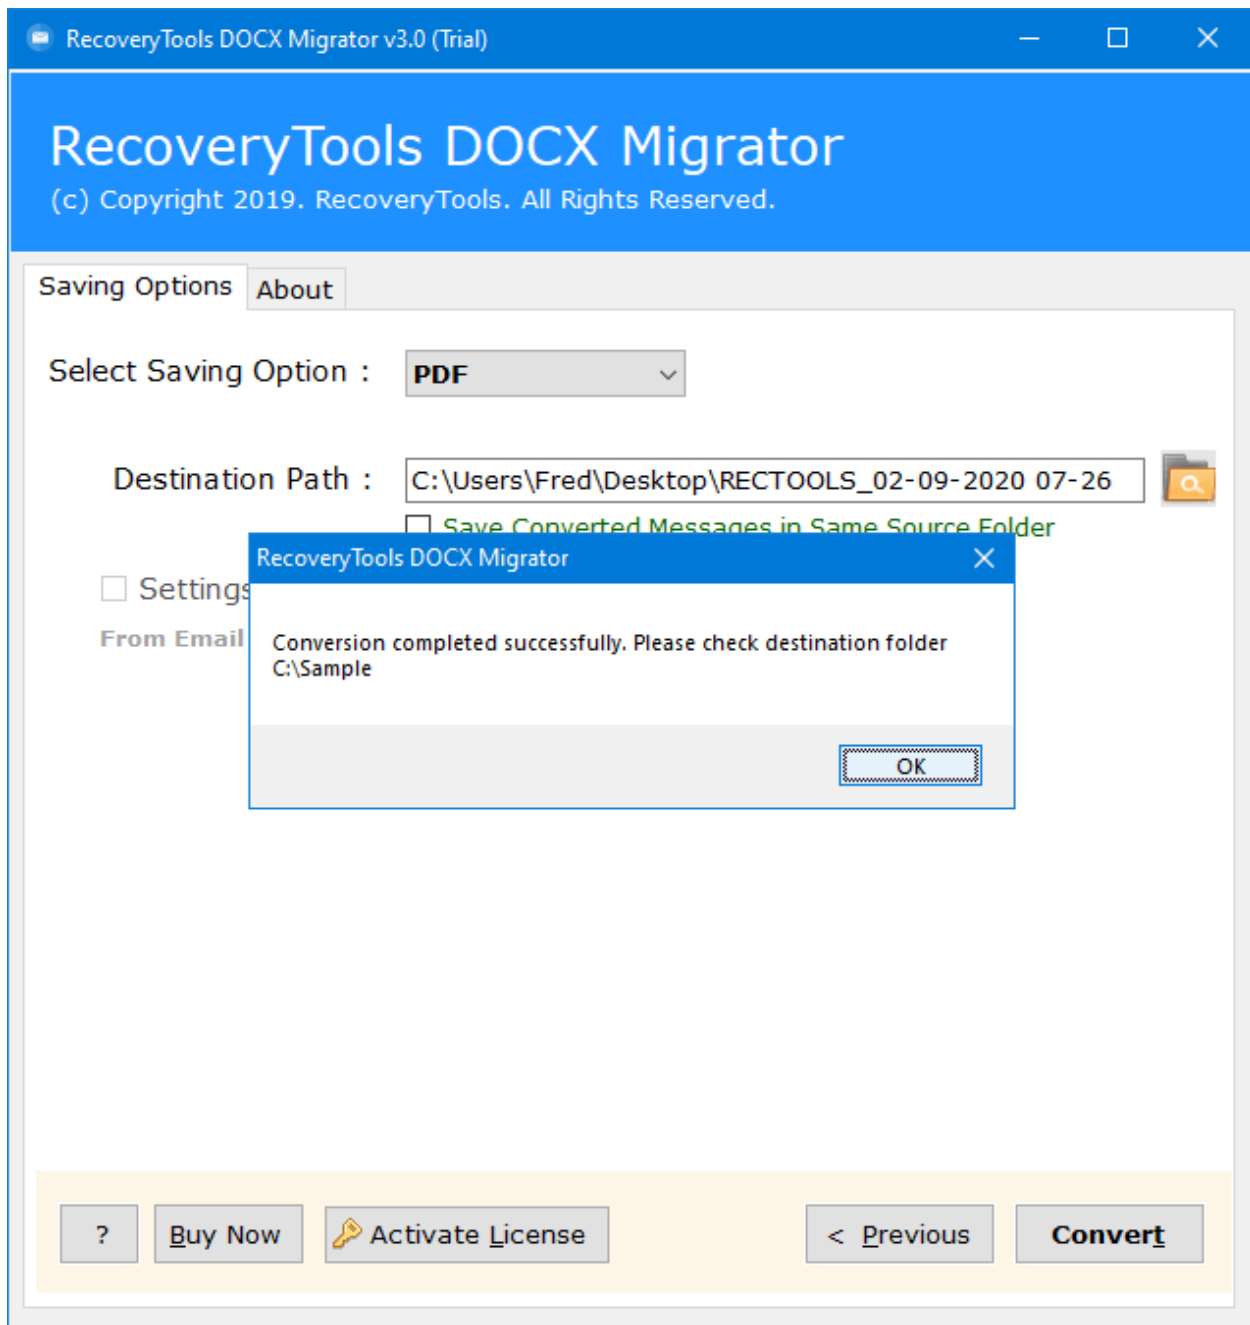 RecoveryTools DOCX Migrator v3.0 (Trial)
RecoveryTools DOCX Migrator
(c) Copyright 2019. RecoveryTools. All Rights Reserved.
Saving Options
About
Select Saving Option :
PDF
Destination Path :
C:\Users\Fred\Desktop\RECTOOLS_02-09-2020 07-26
Save Converted Messages in Same Source Folder
Settings
From Email
RecoveryTools DOCX Migrator
Conversion completed successfully. Please check destination folder
C:\Sample
OK
?
Buy Now
Activate License
< Previous
Convert